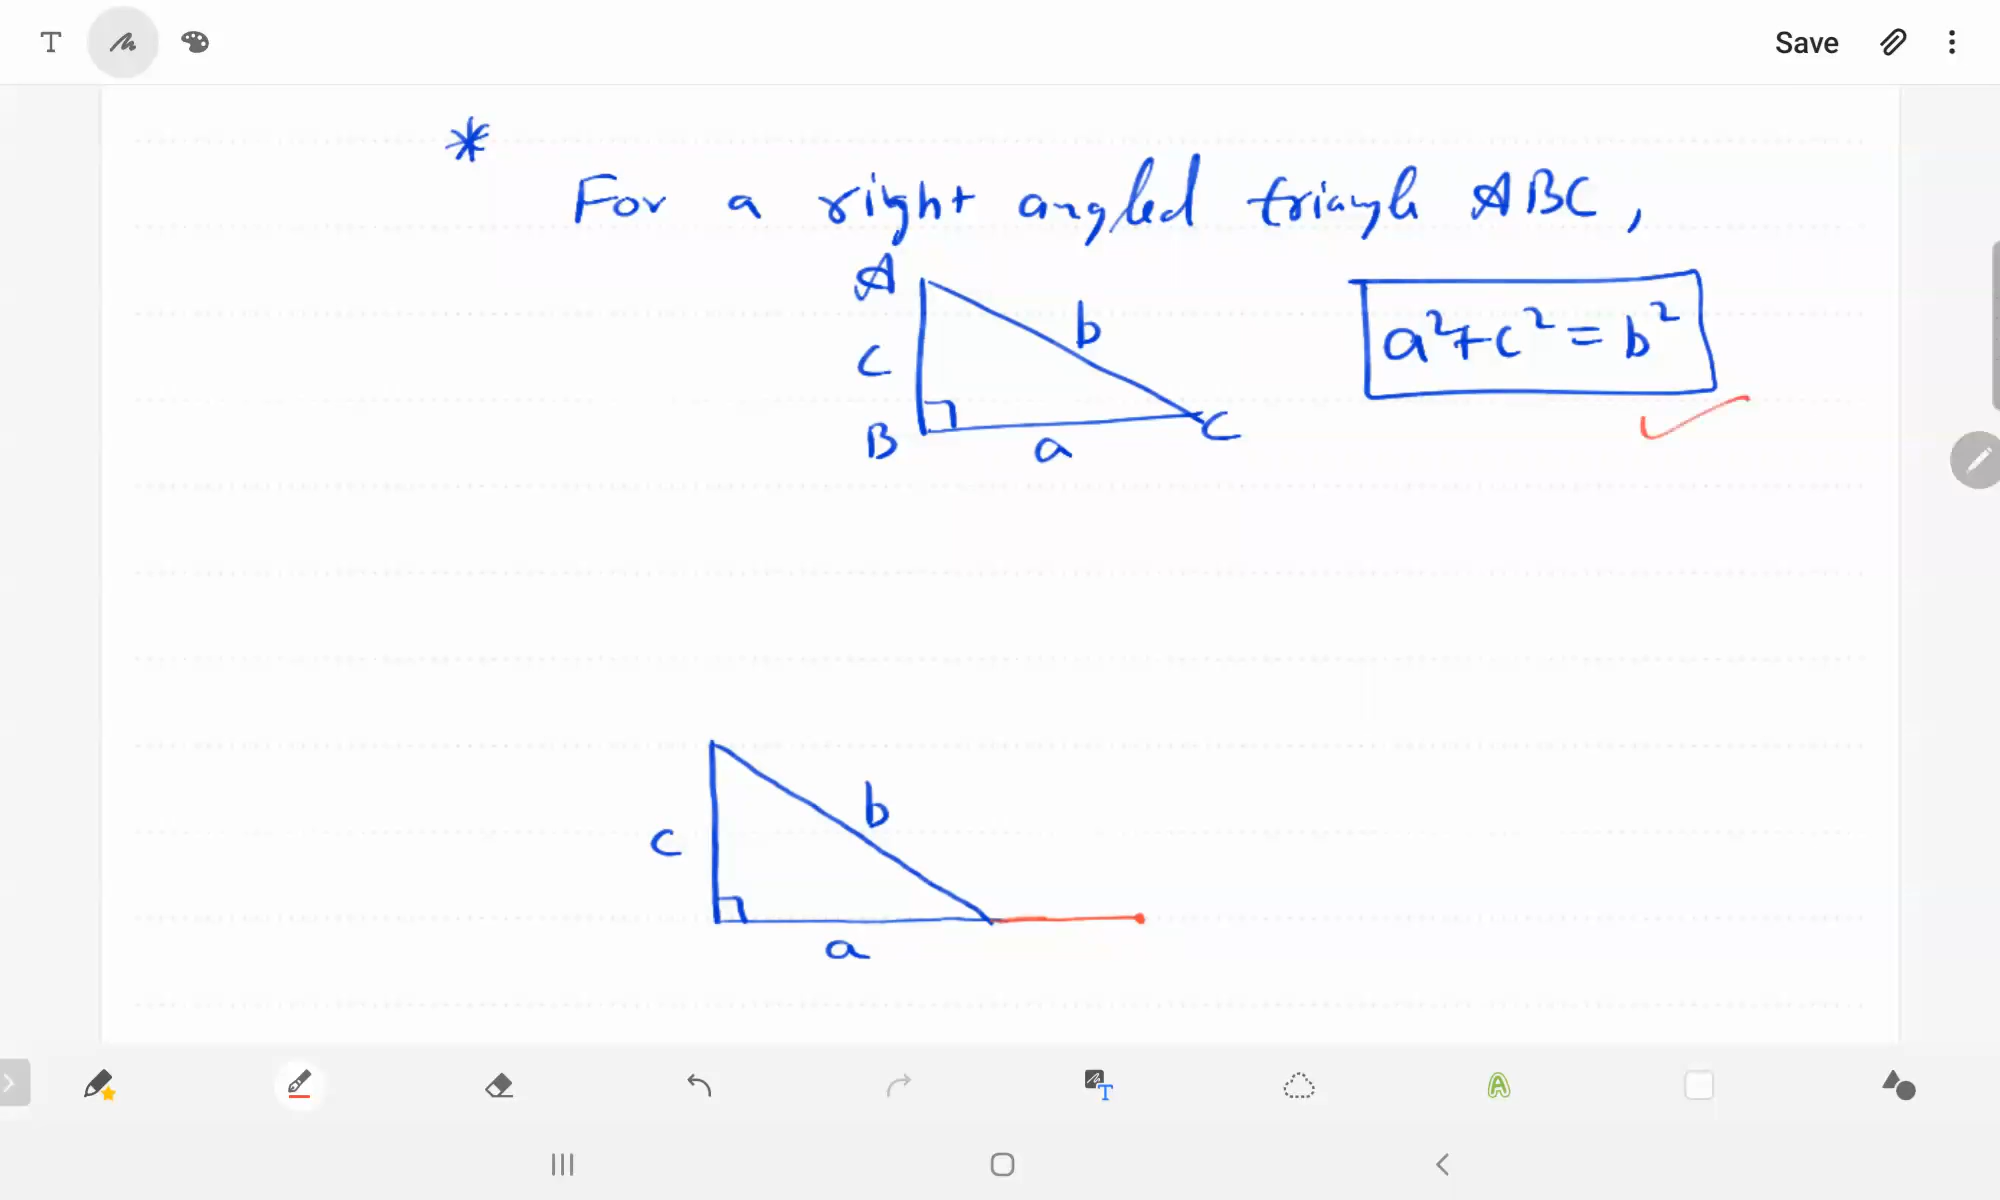 Save
*
For a right angled triangle ABC,
A
b
a²+c² = b²
c
B
a
C
b
c
a